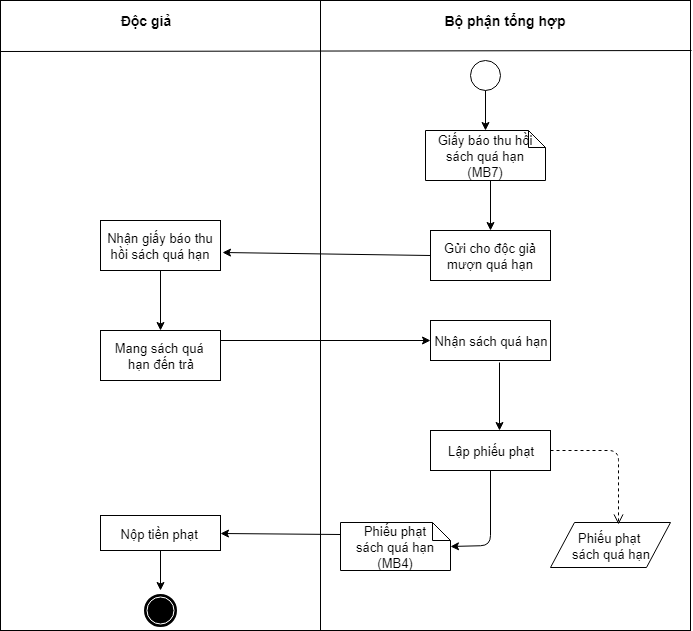 Độc giả
Bộ phận tổng hợp
Giấy báo thu hồi
sách quá hạn
(MB7)
Nhận giấy báo thu
hồi sách quá hạn
Gửi cho độc giả
mượn quá hạn
Mang sách quá
hạn đến trả
Nhận sách quá hạn
Lập phiếu phạt
Nộp tiền phạt
Phiếu phạt
sách quá hạn
(MB4)
Phiếu phạt
sách quá hạn